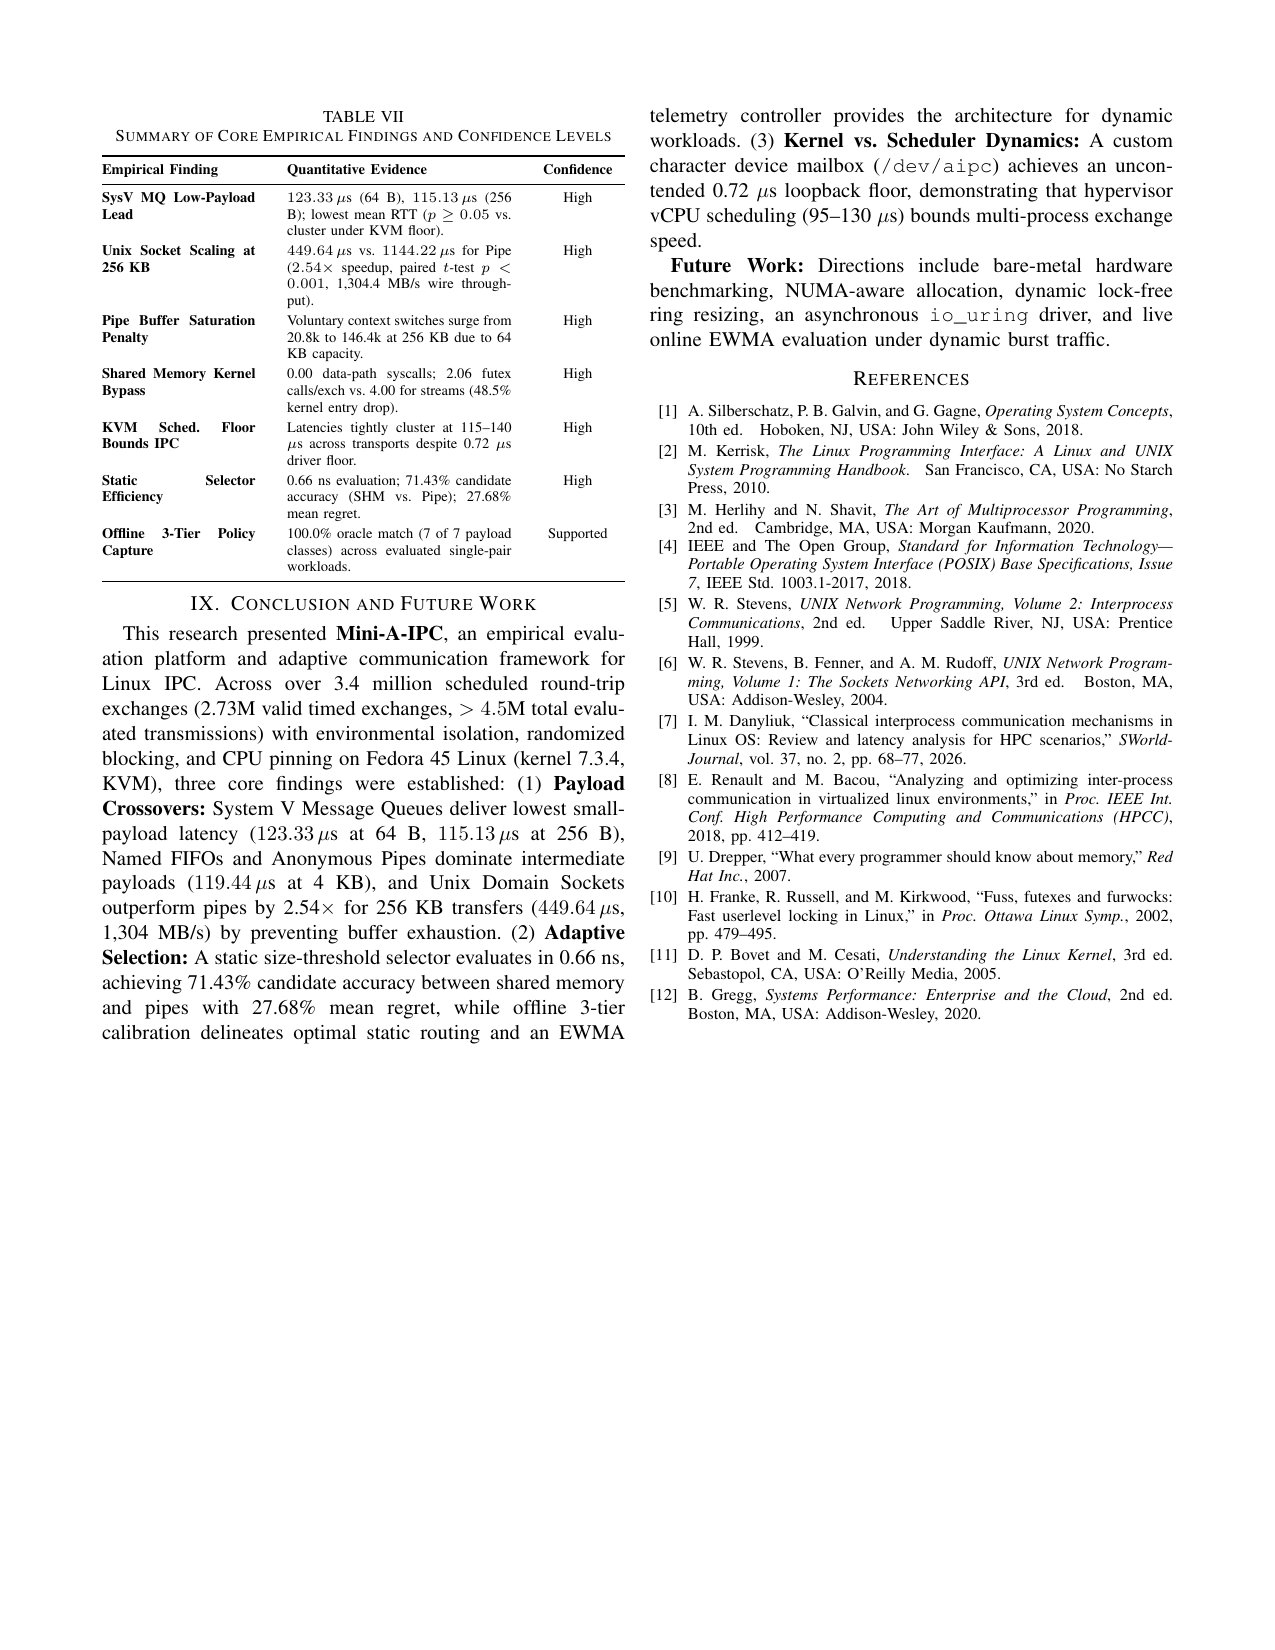 TABLE VII
SUMMARY OF CORE EMPIRICAL FINDINGS AND CONFIDENCE LEVELS
Empirical Finding Quantitative Evidence Confidence
SysV MQ Low-Payload Lead 123.33 μs (64 B), 115.13 μs (256 High
B); lowest mean RTT (p ≥ 0.05 vs.
cluster under KVM floor).
Unix Socket Scaling at 256 KB 449.64 μs vs. 1144.22 μs for Pipe High
(2.54× speedup, paired t-test p <
0.001, 1,304.4 MB/s wire through-
put).
Pipe Buffer Saturation Penalty Voluntary context switches surge from High
20.8k to 146.4k at 256 KB due to 64
KB capacity.
Shared Memory Kernel Bypass 0.00 data-path syscalls; 2.06 futex High
calls/exch vs. 4.00 for streams (48.5%
kernel entry drop).
KVM Sched. Floor Bounds IPC Latencies tightly cluster at 115–140 High
μs across transports despite 0.72 μs
driver floor.
Static Selector Efficiency 0.66 ns evaluation; 71.43% candidate High
accuracy (SHM vs. Pipe); 27.68%
mean regret.
Offline 3-Tier Policy Capture 100.0% oracle match (7 of 7 payload Supported
classes) across evaluated single-pair
workloads.
IX. CONCLUSION AND FUTURE WORK
This research presented Mini-A-IPC, an empirical evalu-
ation platform and adaptive communication framework for
Linux IPC. Across over 3.4 million scheduled round-trip
exchanges (2.73M valid timed exchanges, > 4.5M total evalu-
ated transmissions) with environmental isolation, randomized
blocking, and CPU pinning on Fedora 45 Linux (kernel 7.3.4,
KVM), three core findings were established: (1) Payload
Crossovers: System V Message Queues deliver lowest small-
payload latency (123.33 μs at 64 B, 115.13 μs at 256 B),
Named FIFOs and Anonymous Pipes dominate intermediate
payloads (119.44 μs at 4 KB), and Unix Domain Sockets
outperform pipes by 2.54× for 256 KB transfers (449.64 μs,
1,304 MB/s) by preventing buffer exhaustion. (2) Adaptive
Selection: A static size-threshold selector evaluates in 0.66 ns,
achieving 71.43% candidate accuracy between shared memory
and pipes with 27.68% mean regret, while offline 3-tier
calibration delineates optimal static routing and an EWMA
telemetry controller provides the architecture for dynamic
workloads. (3) Kernel vs. Scheduler Dynamics: A custom
character device mailbox (/dev/aipc) achieves an uncon-
tended 0.72 μs loopback floor, demonstrating that hypervisor
vCPU scheduling (95–130 μs) bounds multi-process exchange
speed.
Future Work: Directions include bare-metal hardware
benchmarking, NUMA-aware allocation, dynamic lock-free
ring resizing, an asynchronous io_uring driver, and live
online EWMA evaluation under dynamic burst traffic.
REFERENCES
[1] A. Silberschatz, P. B. Galvin, and G. Gagne, Operating System Concepts,
10th ed. Hoboken, NJ, USA: John Wiley & Sons, 2018.
[2] M. Kerrisk, The Linux Programming Interface: A Linux and UNIX
System Programming Handbook. San Francisco, CA, USA: No Starch
Press, 2010.
[3] M. Herlihy and N. Shavit, The Art of Multiprocessor Programming,
2nd ed. Cambridge, MA, USA: Morgan Kaufmann, 2020.
[4] IEEE and The Open Group, Standard for Information Technology—
Portable Operating System Interface (POSIX) Base Specifications, Issue
7, IEEE Std. 1003.1-2017, 2018.
[5] W. R. Stevens, UNIX Network Programming, Volume 2: Interprocess
Communications, 2nd ed. Upper Saddle River, NJ, USA: Prentice
Hall, 1999.
[6] W. R. Stevens, B. Fenner, and A. M. Rudoff, UNIX Network Program-
ming, Volume 1: The Sockets Networking API, 3rd ed. Boston, MA,
USA: Addison-Wesley, 2004.
[7] I. M. Danyliuk, “Classical interprocess communication mechanisms in
Linux OS: Review and latency analysis for HPC scenarios,” SWorld-
Journal, vol. 37, no. 2, pp. 68–77, 2026.
[8] E. Renault and M. Bacou, “Analyzing and optimizing inter-process
communication in virtualized linux environments,” in Proc. IEEE Int.
Conf. High Performance Computing and Communications (HPCC),
2018, pp. 412–419.
[9] U. Drepper, “What every programmer should know about memory,” Red
Hat Inc., 2007.
[10] H. Franke, R. Russell, and M. Kirkwood, “Fuss, futexes and furwocks:
Fast userlevel locking in Linux,” in Proc. Ottawa Linux Symp., 2002,
pp. 479–495.
[11] D. P. Bovet and M. Cesati, Understanding the Linux Kernel, 3rd ed.
Sebastopol, CA, USA: O’Reilly Media, 2005.
[12] B. Gregg, Systems Performance: Enterprise and the Cloud, 2nd ed.
Boston, MA, USA: Addison-Wesley, 2020.